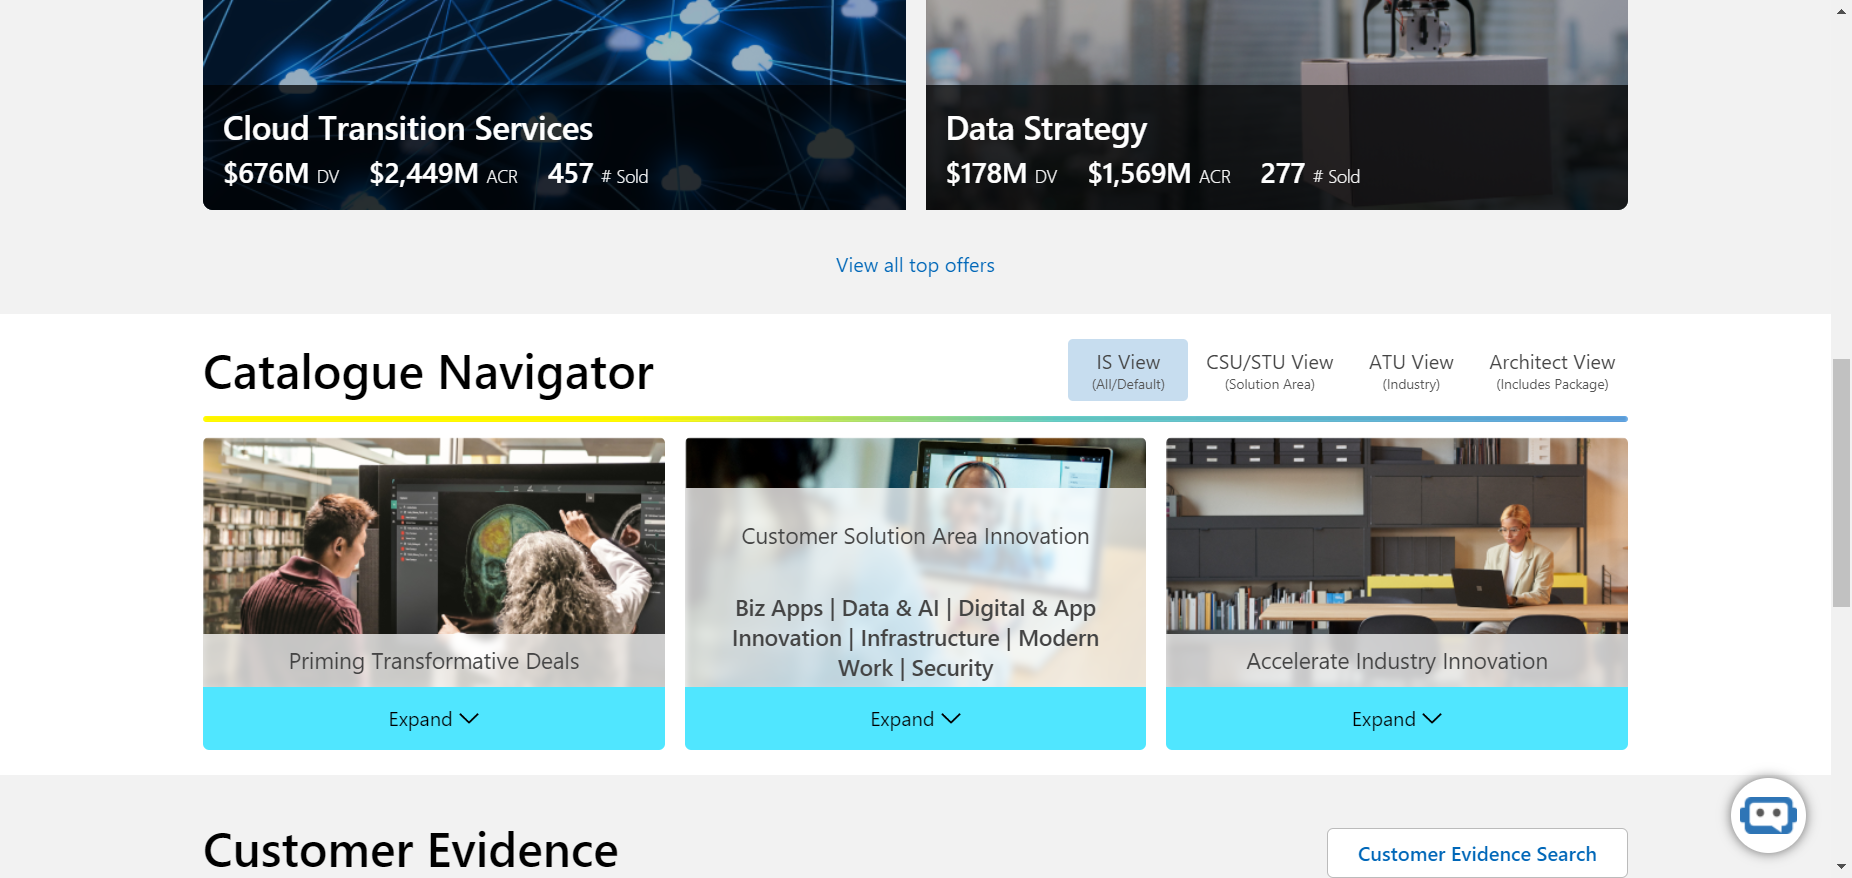 Cloud Transition Services
$676M DV $2,449M ACR 457 # Sold
Data Strategy
$178M DV $1,569M ACR 277 # Sold
View all top offers
Catalogue Navigator
IS View
(All/Default)
CSU/STU View
(Solution Area)
ATU View
(Industry)
Architect View
(Includes Package)
Priming Transformative Deals
Expand
Customer Solution Area Innovation
Biz Apps | Data & AI | Digital & App
Innovation | Infrastructure | Modern
Work | Security
Expand
Accelerate Industry Innovation
Expand
Customer Evidence
Customer Evidence Search